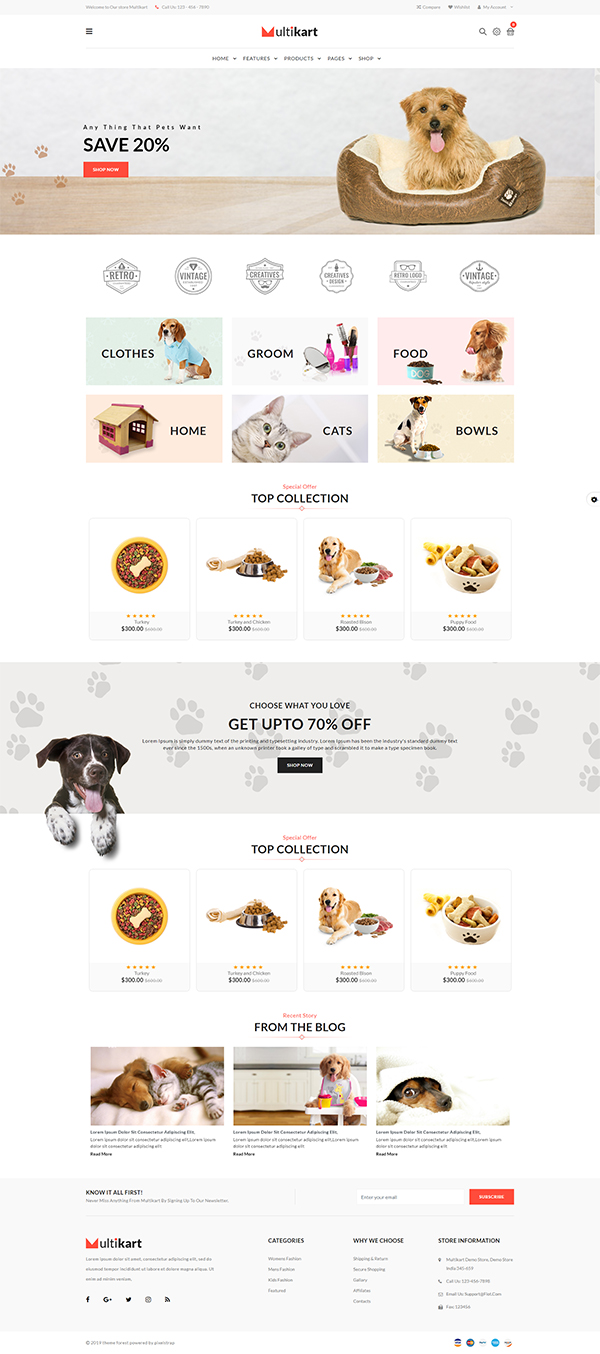 Welcome to Our store Multikart Call Us: 123 - 456 - 7890
Compare Wishlist My Account
Multikart
0
HOME FEATURES PRODUCTS PAGES SHOP
Any Thing That Pets Want
SAVE 20%
SHOP NOW
RETRO
VINTAGE
CREATIVES
CREATIVES
DESIGN
RETRO LOGO
VINTAGE
CLOTHES
GROOM
FOOD
DOG
HOME
CATS
BOWLS
Special Offer
TOP COLLECTION
Turkey
$300.00 $600.00
Turkey and Chicken
$300.00 $600.00
Roasted Bison
$300.00 $600.00
Puppy Food
$300.00 $600.00
CHOOSE WHAT YOU LOVE
GET UPTO 70% OFF
Lorem Ipsum is simply dummy text of the printing and typesetting industry. Lorem Ipsum has been the industry's standard dummy text
ever since the 1500s, when an unknown printer took a galley of type and scrambled it to make a type specimen book.
SHOP NOW
Special Offer
TOP COLLECTION
Turkey
$300.00 $600.00
Turkey and Chicken
$300.00 $600.00
Roasted Bison
$300.00 $600.00
Puppy Food
$300.00 $600.00
Recent Story
FROM THE BLOG
Lorem Ipsum Dolor Sit Consectetur Adipiscing Elit,
Lorem ipsum dolor sit consectetur adipiscing elit,Lorem ipsum
dolor sit consectetur adipiscing elit
Read More
Lorem Ipsum Dolor Sit Consectetur Adipiscing Elit,
Lorem ipsum dolor sit consectetur adipiscing elit,Lorem ipsum
dolor sit consectetur adipiscing elit
Read More
Lorem Ipsum Dolor Sit Consectetur Adipiscing Elit,
Lorem ipsum dolor sit consectetur adipiscing elit,Lorem ipsum
dolor sit consectetur adipiscing elit
Read More
KNOW IT ALL FIRST!
Never Miss Anything From Multikart By Signing Up To Our Newsletter.
Enter your email
SUBSCRIBE
Multikart
Lorem ipsum dolor sit amet, consectetur adipiscing elit, sed do
eiusmod tempor incididunt ut labore et dolore magna aliqua. Ut
enim ad minim veniam,
CATEGORIES
Womens Fashion
Mens Fashion
Kids Fashion
Featured
WHY WE CHOOSE
Shipping & Return
Secure Shopping
Gallery
Affiliates
Contacts
STORE INFORMATION
Multikart Demo Store, Demo Store
India 345-659
Call Us: 123-456-7898
Email Us: Support@Fiot.Com
Fax: 123456
© 2019 theme forest powered by pixelstrap